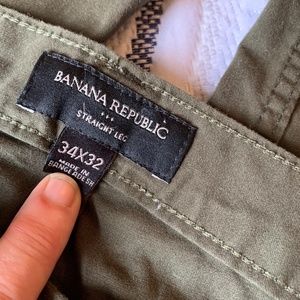 BANANA REPUBLIC
STRAIGHT LEG
34X32
MADE IN
BANGLADESH